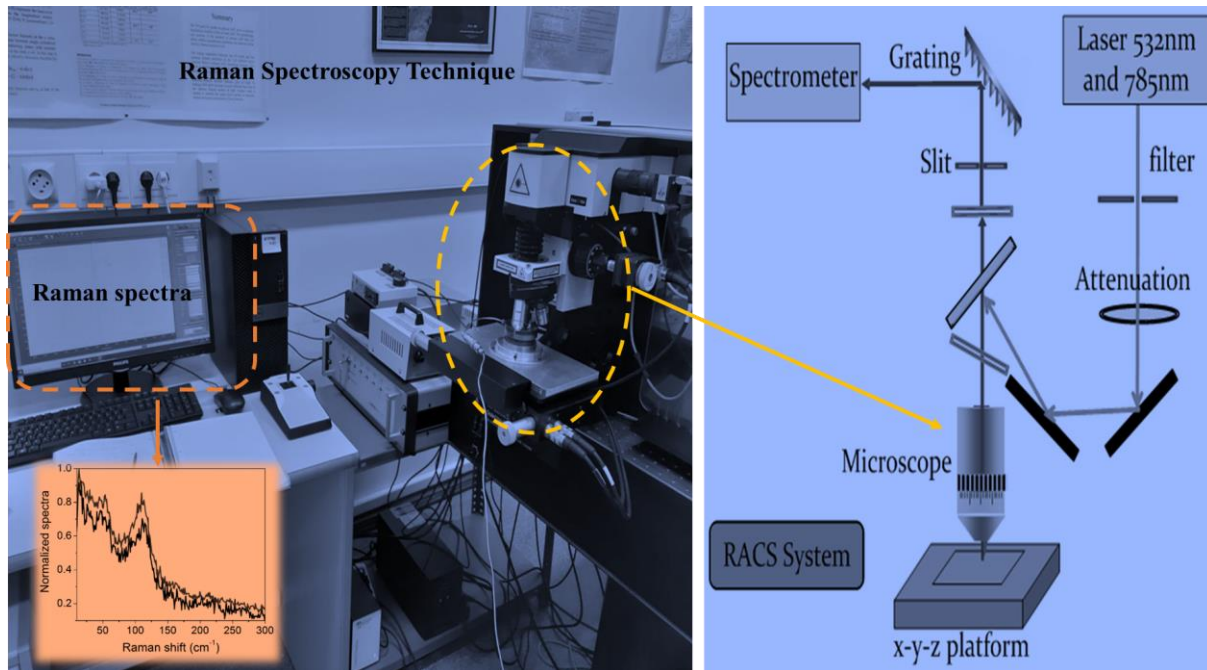 Summary
Raman Spectroscopy Technique
Raman spectra
PHILIPS
1.0
0.8
0.6
0.4
0.2
Normalized spectra
50 100 150 200 250 300
Raman shift (cm⁻¹)
Spectrometer
Grating
Laser 532nm
and 785nm
Slit
filter
Attenuation
Microscope
RACS System
x-y-z platform